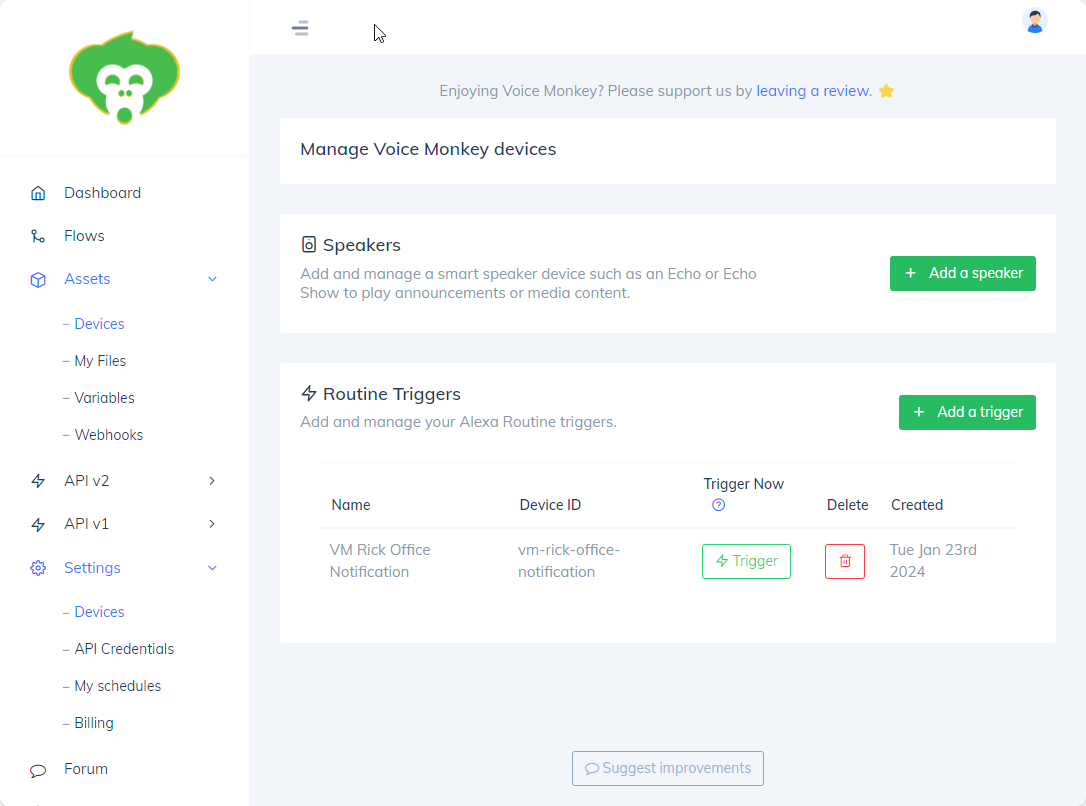 Enjoying Voice Monkey? Please support us by leaving a review.
Manage Voice Monkey devices
Dashboard
Flows
Assets
– Devices
– My Files
– Variables
– Webhooks
API v2
API v1
Settings
– Devices
– API Credentials
– My schedules
– Billing
Forum
Speakers
Add and manage a smart speaker device such as an Echo or Echo
Show to play announcements or media content.
+ Add a speaker
Routine Triggers
Add and manage your Alexa Routine triggers.
+ Add a trigger
Name Device ID Trigger Now ? Delete Created
VM Rick Office
Notification
vm-rick-office-
notification
Trigger
Tue Jan 23rd
2024
Suggest improvements